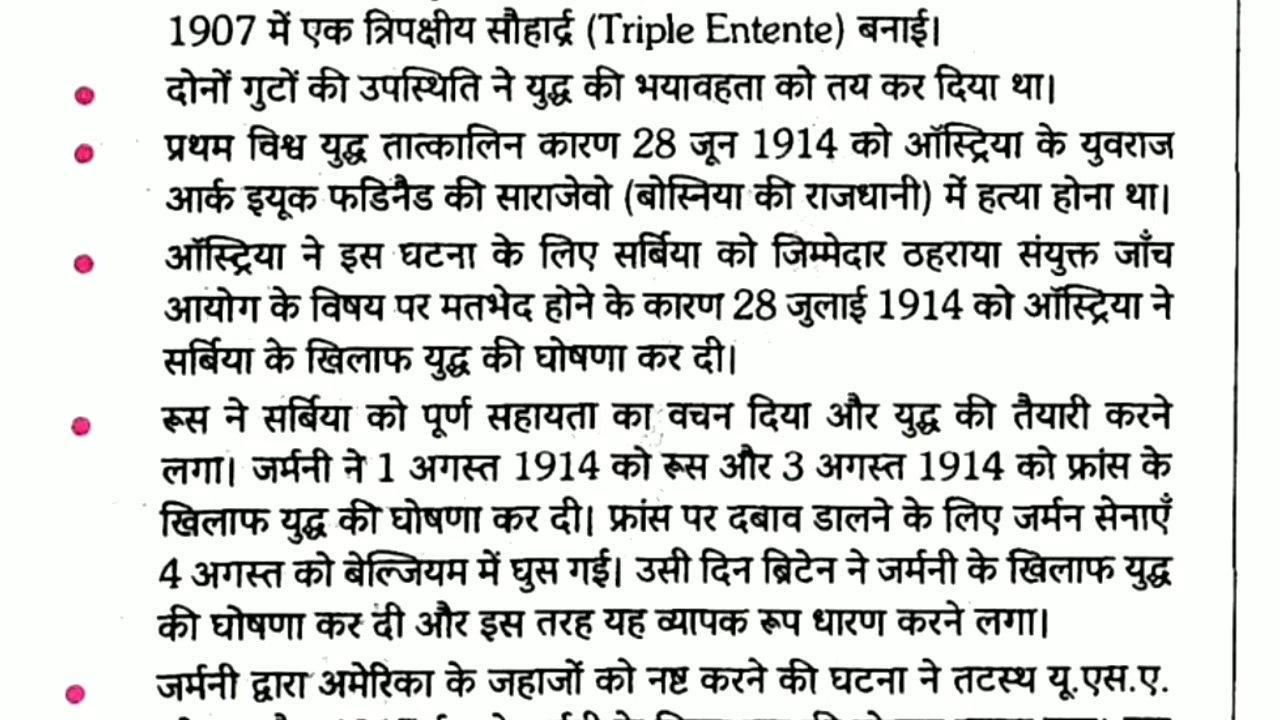 1907 में एक त्रिपक्षीय सौहार्द्र (Triple Entente) बनाई।
दोनों गुटों की उपस्थिति ने युद्ध की भयावहता को तय कर दिया था।
प्रथम विश्व युद्ध तात्कालिन कारण 28 जून 1914 को ऑस्ट्रिया के युवराज
आर्क इयूक फडिनैड की साराजेवो (बोस्निया की राजधानी) में हत्या होना था।
ऑस्ट्रिया ने इस घटना के लिए सर्बिया को जिम्मेदार ठहराया संयुक्त जाँच
आयोग के विषय पर मतभेद होने के कारण 28 जुलाई 1914 को ऑस्ट्रिया ने
सर्बिया के खिलाफ युद्ध की घोषणा कर दी।
रूस ने सर्बिया को पूर्ण सहायता का वचन दिया और युद्ध की तैयारी करने
लगा। जर्मनी ने 1 अगस्त 1914 को रूस और 3 अगस्त 1914 को फ्रांस के
खिलाफ युद्ध की घोषणा कर दी। फ्रांस पर दबाव डालने के लिए जर्मन सेनाएँ
4 अगस्त को बेल्जियम में घुस गई। उसी दिन ब्रिटेन ने जर्मनी के खिलाफ युद्ध
की घोषणा कर दी और इस तरह यह व्यापक रूप धारण करने लगा।
जर्मनी द्वारा अमेरिका के जहाजों को नष्ट करने की घटना ने तटस्थ यू.एस.ए.